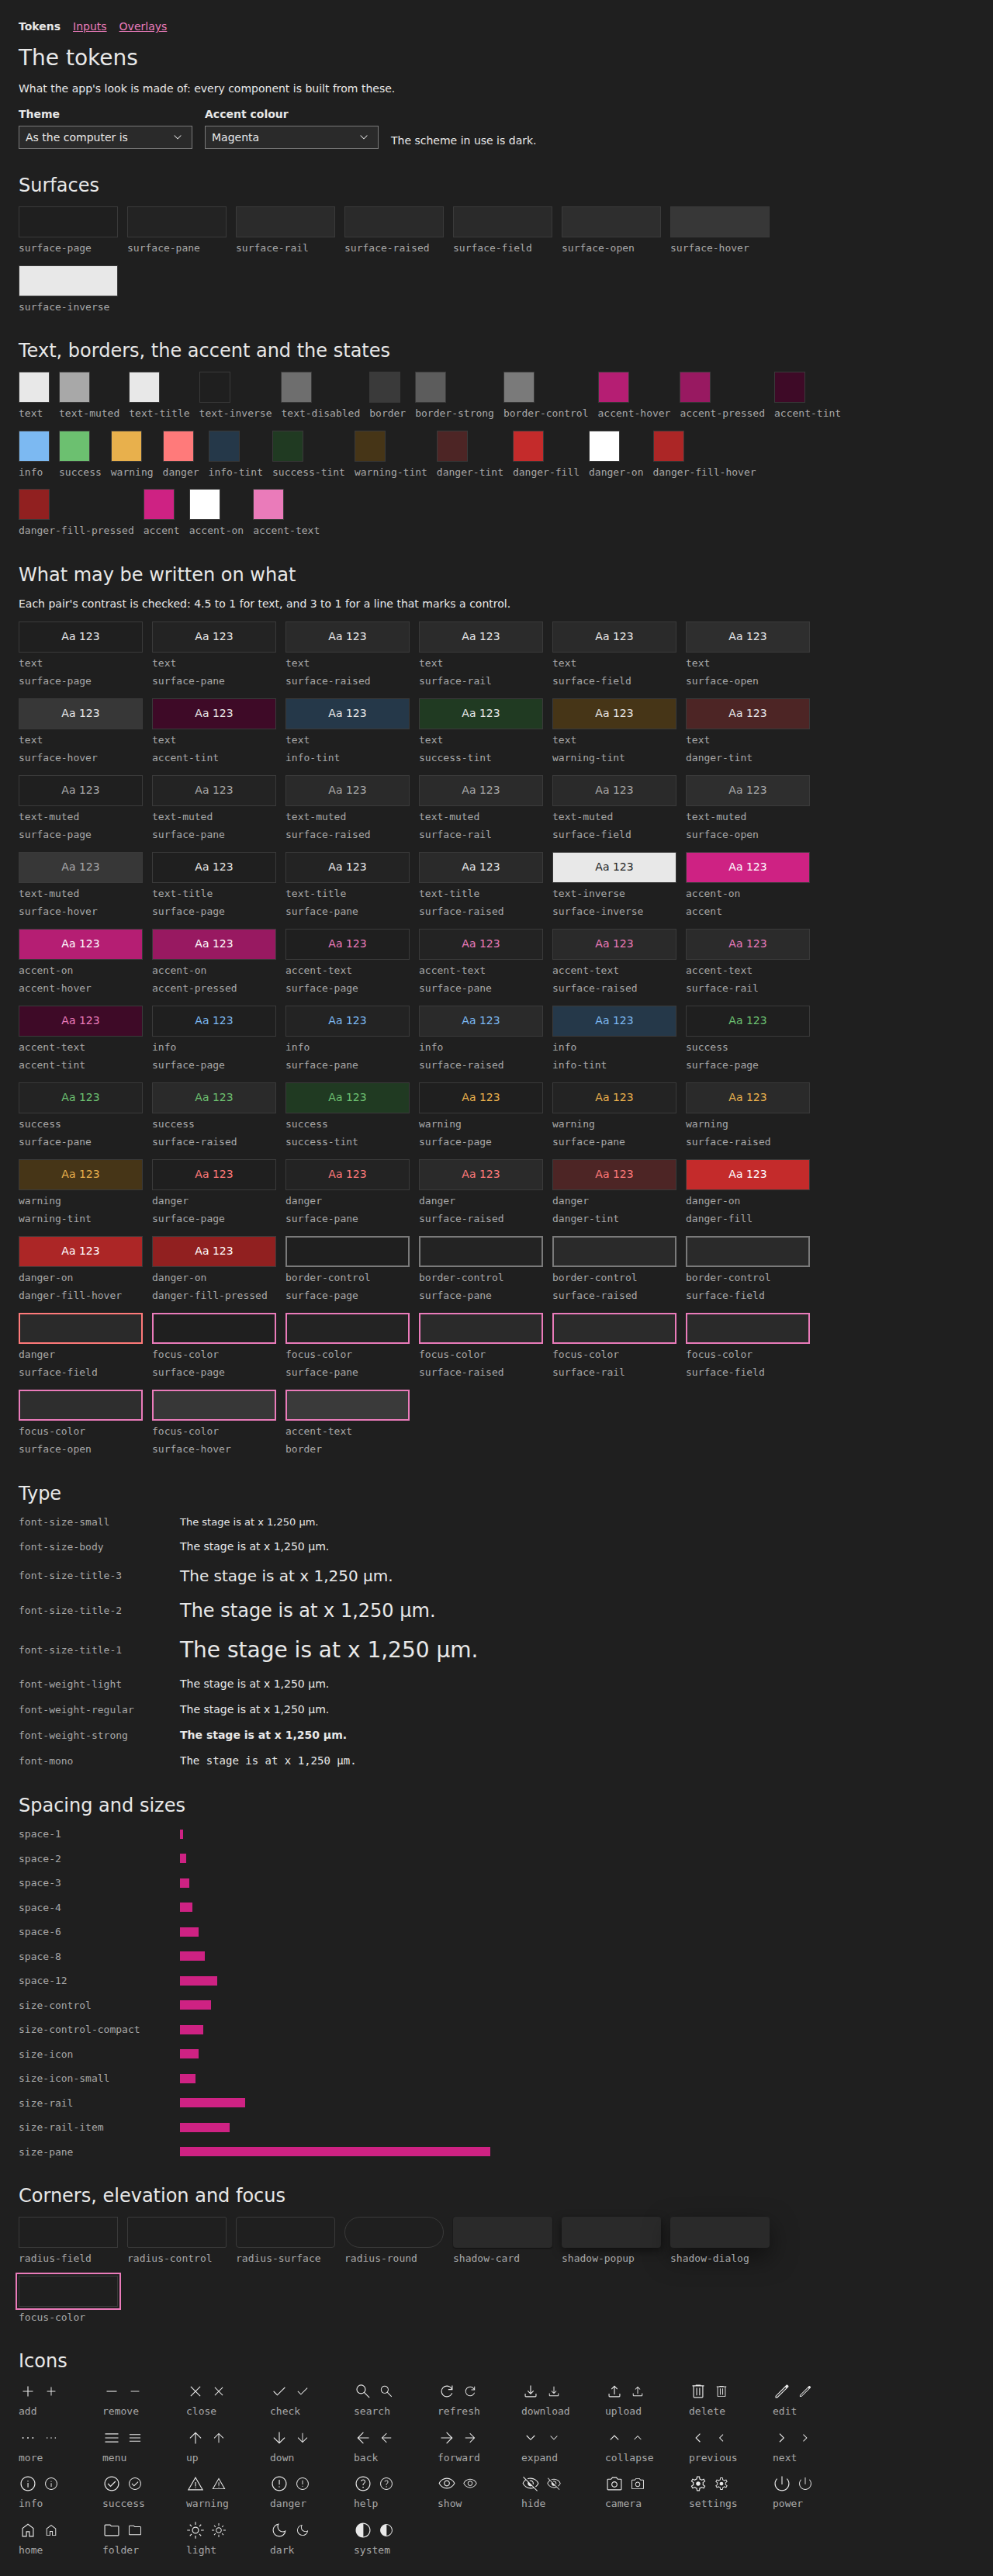 Tokens Inputs Overlays
The tokens
What the app's look is made of: every component is built from these.
Theme Accent colour
As the computer is Magenta The scheme in use is dark.
Surfaces
surface-page surface-pane surface-rail surface-raised surface-field surface-open surface-hover
surface-inverse
Text, borders, the accent and the states
text text-muted text-title text-inverse text-disabled border border-strong border-control accent-hover accent-pressed accent-tint
info success warning danger info-tint success-tint warning-tint danger-tint danger-fill danger-on danger-fill-hover
danger-fill-pressed accent accent-on accent-text
What may be written on what
Each pair's contrast is checked: 4.5 to 1 for text, and 3 to 1 for a line that marks a control.
Aa 123 Aa 123 Aa 123 Aa 123 Aa 123 Aa 123
text text text text text text
surface-page surface-pane surface-raised surface-rail surface-field surface-open
Aa 123 Aa 123 Aa 123 Aa 123 Aa 123 Aa 123
text text text text text text
surface-hover accent-tint info-tint success-tint warning-tint danger-tint
Aa 123 Aa 123 Aa 123 Aa 123 Aa 123 Aa 123
text-muted text-muted text-muted text-muted text-muted text-muted
surface-page surface-pane surface-raised surface-rail surface-field surface-open
Aa 123 Aa 123 Aa 123 Aa 123 Aa 123 Aa 123
text-muted text-title text-title text-title text-inverse accent-on
surface-hover surface-page surface-pane surface-raised surface-inverse accent
Aa 123 Aa 123 Aa 123 Aa 123 Aa 123 Aa 123
accent-on accent-on accent-text accent-text accent-text accent-text
accent-hover accent-pressed surface-page surface-pane surface-raised surface-rail
Aa 123 Aa 123 Aa 123 Aa 123 Aa 123 Aa 123
accent-text info info info info success
accent-tint surface-page surface-pane surface-raised info-tint surface-page
Aa 123 Aa 123 Aa 123 Aa 123 Aa 123 Aa 123
success success success warning warning warning
surface-pane surface-raised success-tint surface-page surface-pane surface-raised
Aa 123 Aa 123 Aa 123 Aa 123 Aa 123 Aa 123
warning danger danger danger danger danger-on
warning-tint surface-page surface-pane surface-raised danger-tint danger-fill
Aa 123 Aa 123
danger-on danger-on border-control border-control border-control border-control
danger-fill-hover danger-fill-pressed surface-page surface-pane surface-raised surface-field
danger focus-color focus-color focus-color focus-color focus-color
surface-field surface-page surface-pane surface-raised surface-rail surface-field
focus-color focus-color accent-text
surface-open surface-hover border
Type
font-size-small The stage is at x 1,250 µm.
font-size-body The stage is at x 1,250 µm.
font-size-title-3 The stage is at x 1,250 µm.
font-size-title-2 The stage is at x 1,250 µm.
font-size-title-1 The stage is at x 1,250 µm.
font-weight-light The stage is at x 1,250 µm.
font-weight-regular The stage is at x 1,250 µm.
font-weight-strong The stage is at x 1,250 µm.
font-mono The stage is at x 1,250 µm.
Spacing and sizes
space-1
space-2
space-3
space-4
space-6
space-8
space-12
size-control
size-control-compact
size-icon
size-icon-small
size-rail
size-rail-item
size-pane
Corners, elevation and focus
radius-field radius-control radius-surface radius-round shadow-card shadow-popup shadow-dialog
focus-color
Icons
add remove close check search refresh download upload delete edit
more menu up down back forward expand collapse previous next
info success warning danger help show hide camera settings power
home folder light dark system